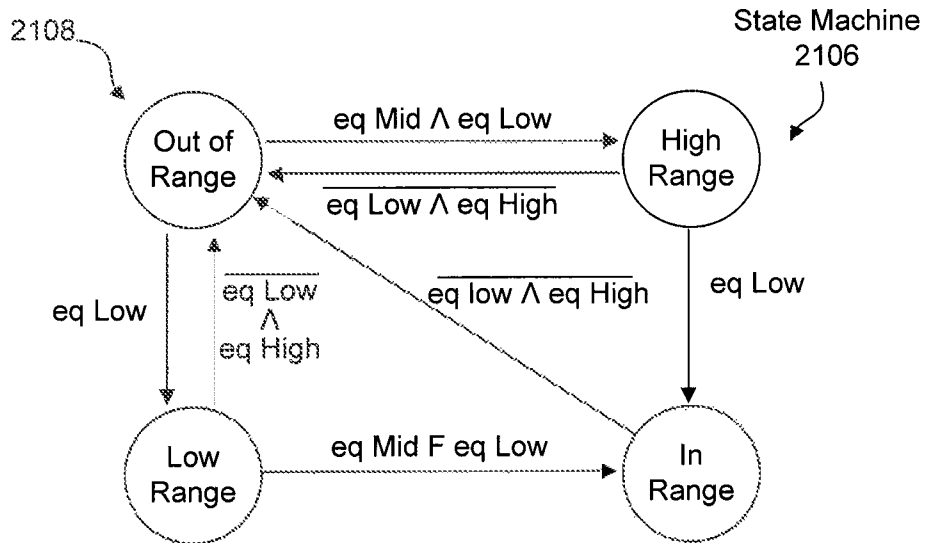 State Machine
2106
2108
Out of
Range
eq Mid Λ eq Low
High
Range
eq Low Λ eq High
eq Low
eq Low
Λ
eq High
eq low Λ eq High
eq Low
Low
Range
eq Mid F eq Low
In
Range